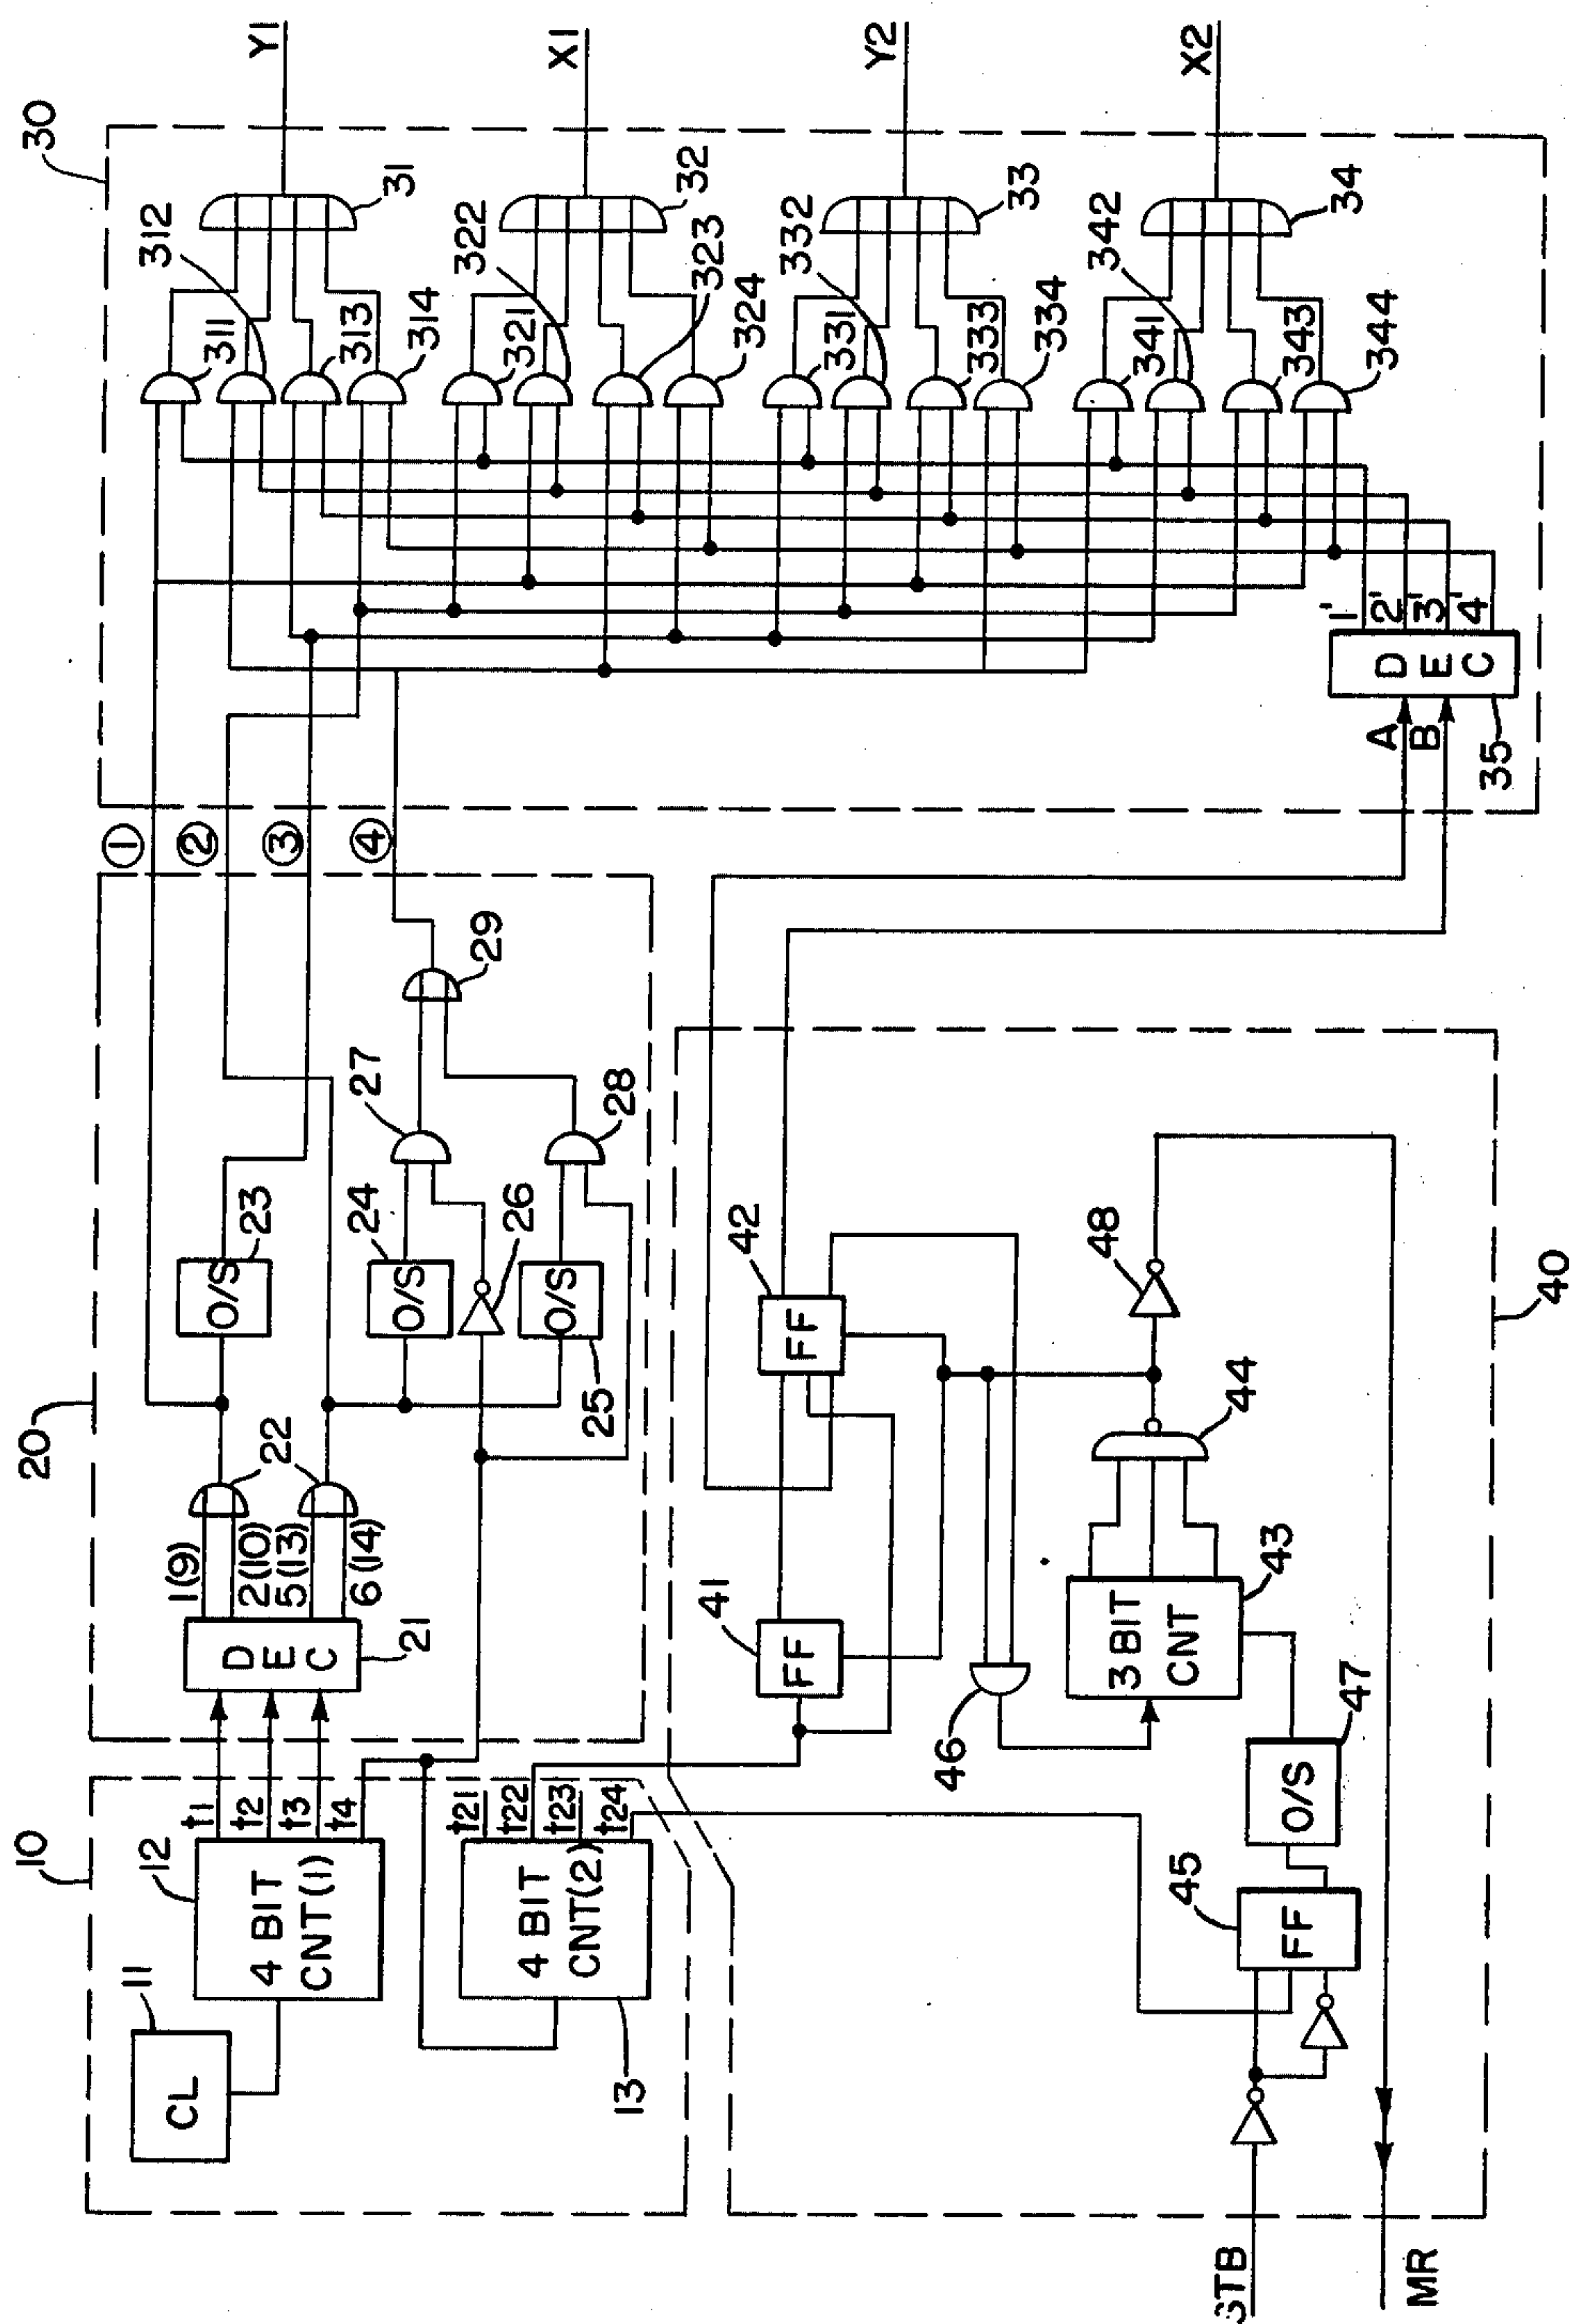 10
11
CL
12
4 BIT
CNT(1)
t1
t2
t3
t4
4 BIT
CNT(2)
13
t21
t22
t23
t24
20
DEC
21
1(9)
2(10)
5(13)
6(14)
22
O/S
23
24
O/S
26
O/S
25
27
28
29
①
②
③
④
30
311
312
313
314
31
Y1
321
322
323
324
32
X1
331
332
333
334
33
Y2
341
342
343
344
34
X2
1'
2'
3'
4'
DEC
A
B
35
40
41
FF
42
FF
46
3 BIT
CNT
43
44
48
O/S
47
45
FF
STB
MR